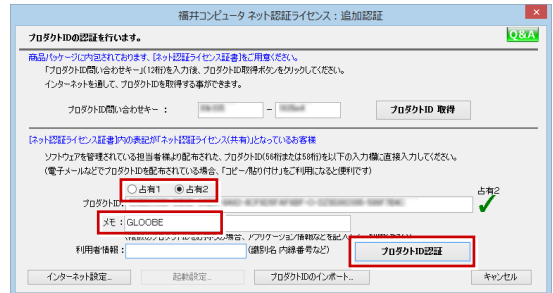 福井コンピュータ ネット認証ライセンス：追加認証
×
プロダクトIDの認証を行います。
Q&A
商品パッケージに内包されております、[ネット認証ライセンス証書]をご用意ください。
「プロダクトID問い合わせキー」(12桁)を入力後、プロダクトID取得ボタンをクリックしてください。
インターネットを通して、プロダクトIDを取得する事ができます。
プロダクトID問い合わせキー：
－
プロダクトID 取得
[ネット認証ライセンス証書]内の表記が「ネット認証ライセンス(共有)」となっているお客様
ソフトウェアを管理されている担当者様より配布された、プロダクトID(56桁または58桁)を以下の入力欄に直接入力してください。
(電子メールなどでプロダクトIDを配布されている場合、「コピー/貼り付け」をご利用になると便利です)
占有1 占有2
占有2
プロダクトID：
メモ：GLOOBE
場合、アプリケーション情報などを記入
利用者情報：
(識別名 内線番号など)
プロダクトID認証
インターネット設定...
起動設定...
プロダクトIDのインポート...
キャンセル